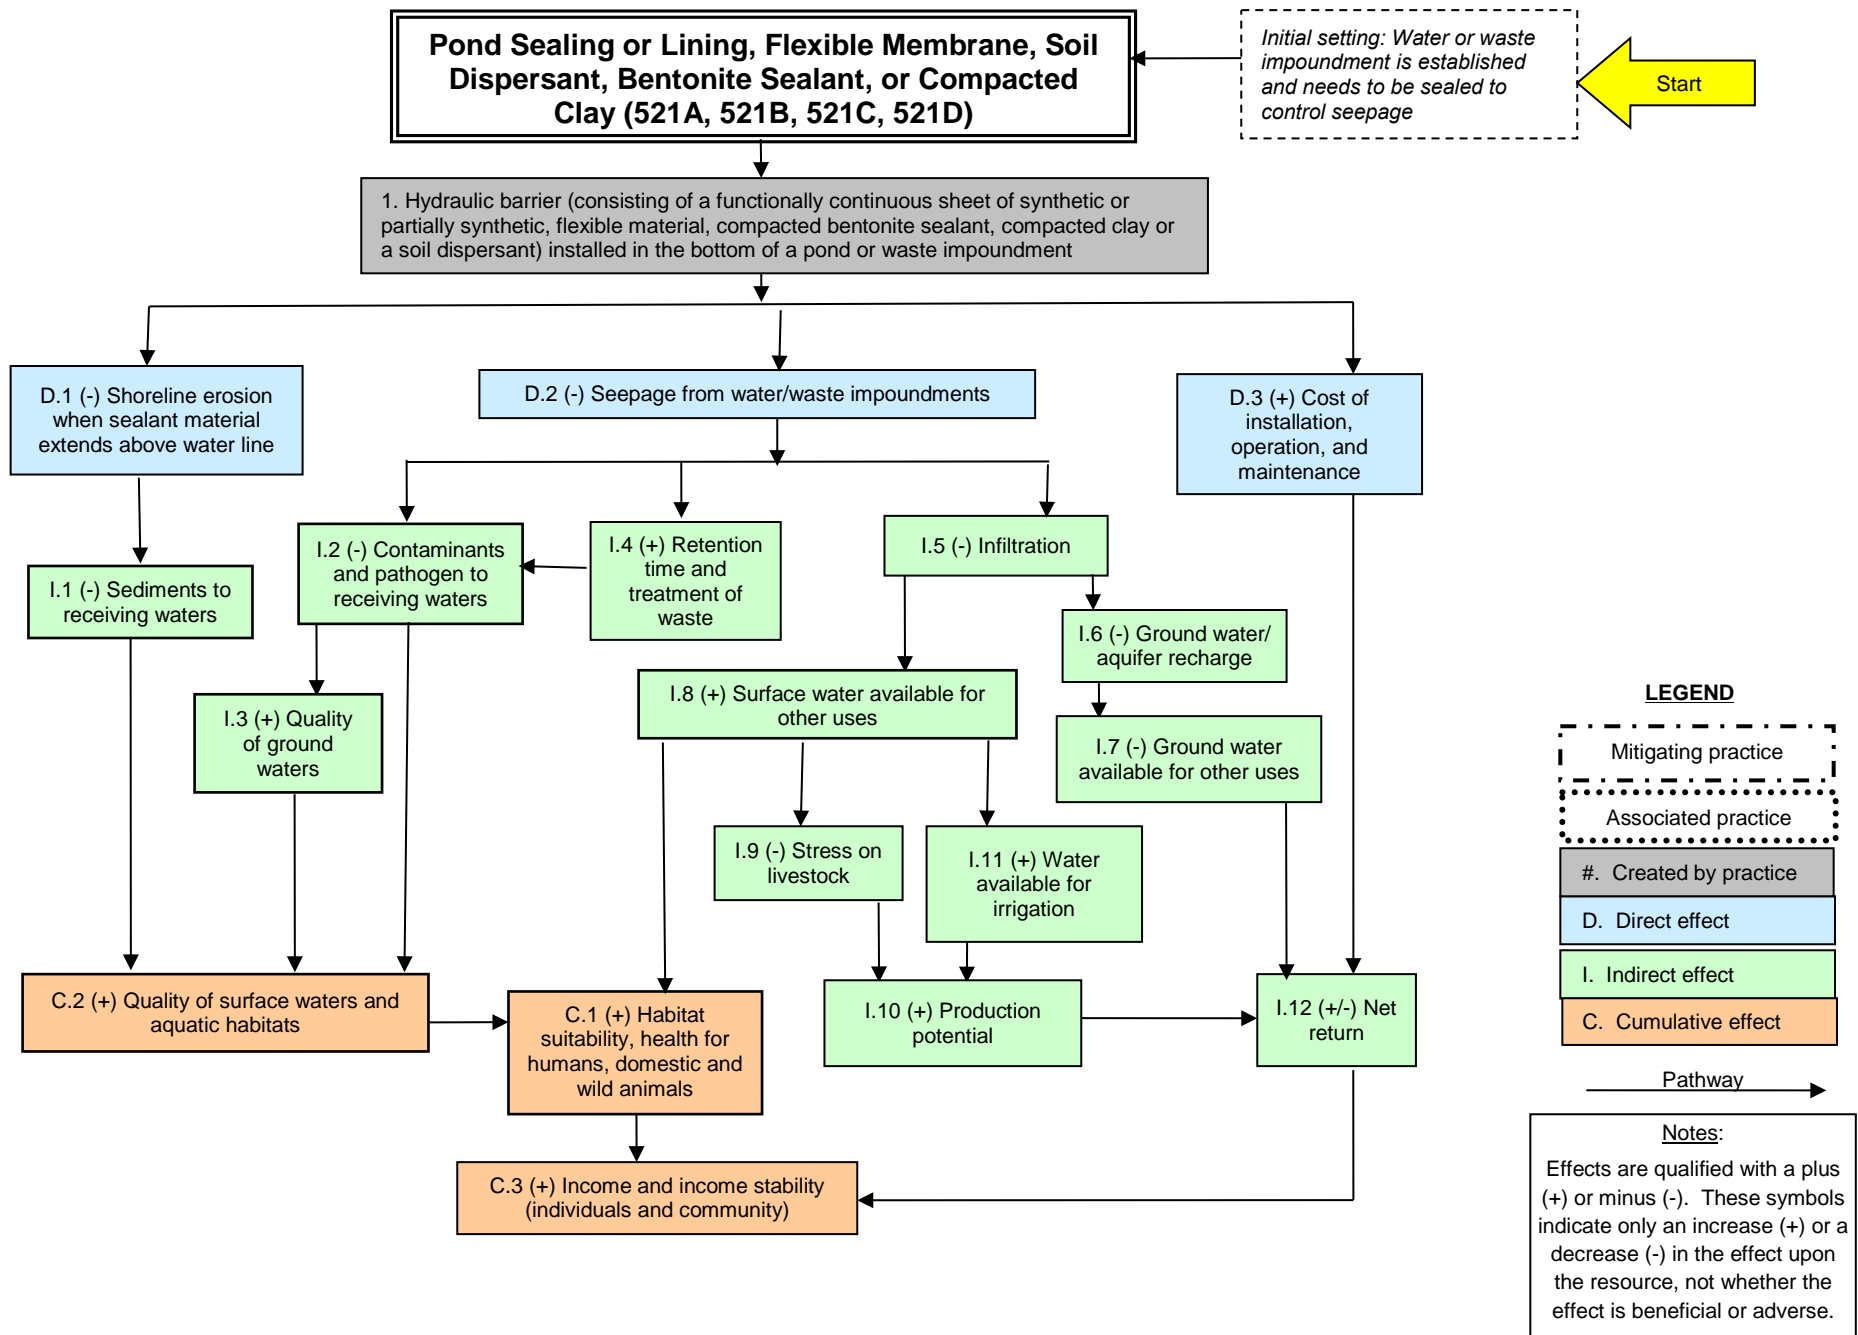 Pond Sealing or Lining, Flexible Membrane, Soil
Dispersant, Bentonite Sealant, or Compacted
Clay (521A, 521B, 521C, 521D)
Initial setting: Water or waste
impoundment is established
and needs to be sealed to
control seepage
Start
1. Hydraulic barrier (consisting of a functionally continuous sheet of synthetic or
partially synthetic, flexible material, compacted bentonite sealant, compacted clay or
a soil dispersant) installed in the bottom of a pond or waste impoundment
D.1 (-) Shoreline erosion
when sealant material
extends above water line
D.2 (-) Seepage from water/waste impoundments
D.3 (+) Cost of
installation,
operation, and
maintenance
I.1 (-) Sediments to
receiving waters
I.2 (-) Contaminants
and pathogen to
receiving waters
I.4 (+) Retention
time and
treatment of
waste
I.5 (-) Infiltration
I.6 (-) Ground water/
aquifer recharge
I.3 (+) Quality
of ground
waters
I.8 (+) Surface water available for
other uses
I.7 (-) Ground water
available for other uses
I.9 (-) Stress on
livestock
I.11 (+) Water
available for
irrigation
C.2 (+) Quality of surface waters and
aquatic habitats
C.1 (+) Habitat
suitability, health for
humans, domestic and
wild animals
I.10 (+) Production
potential
I.12 (+/-) Net
return
C.3 (+) Income and income stability
(individuals and community)
LEGEND
Mitigating practice
Associated practice
#. Created by practice
D. Direct effect
I. Indirect effect
C. Cumulative effect
Pathway
Notes:
Effects are qualified with a plus
(+) or minus (-). These symbols
indicate only an increase (+) or a
decrease (-) in the effect upon
the resource, not whether the
effect is beneficial or adverse.